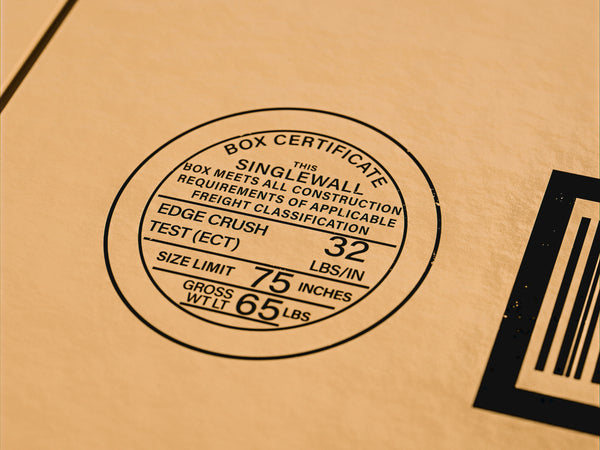 BOX CERTIFICATE
THIS
SINGLEWALL
BOX MEETS ALL CONSTRUCTION
REQUIREMENTS OF APPLICABLE
FREIGHT CLASSIFICATION
EDGE CRUSH
TEST (ECT) 32
LBS/IN
SIZE LIMIT 75 INCHES
GROSS
WT LT 65 LBS